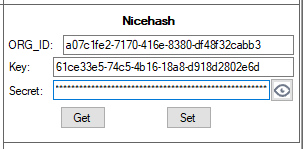 Nicehash
ORG_ID: a07c1fe2-7170-416e-8380-df48f32cabb3
Key: 61ce33e5-74c5-4b16-18a8-d918d2802e6d
Secret: ****************************************************
Get Set